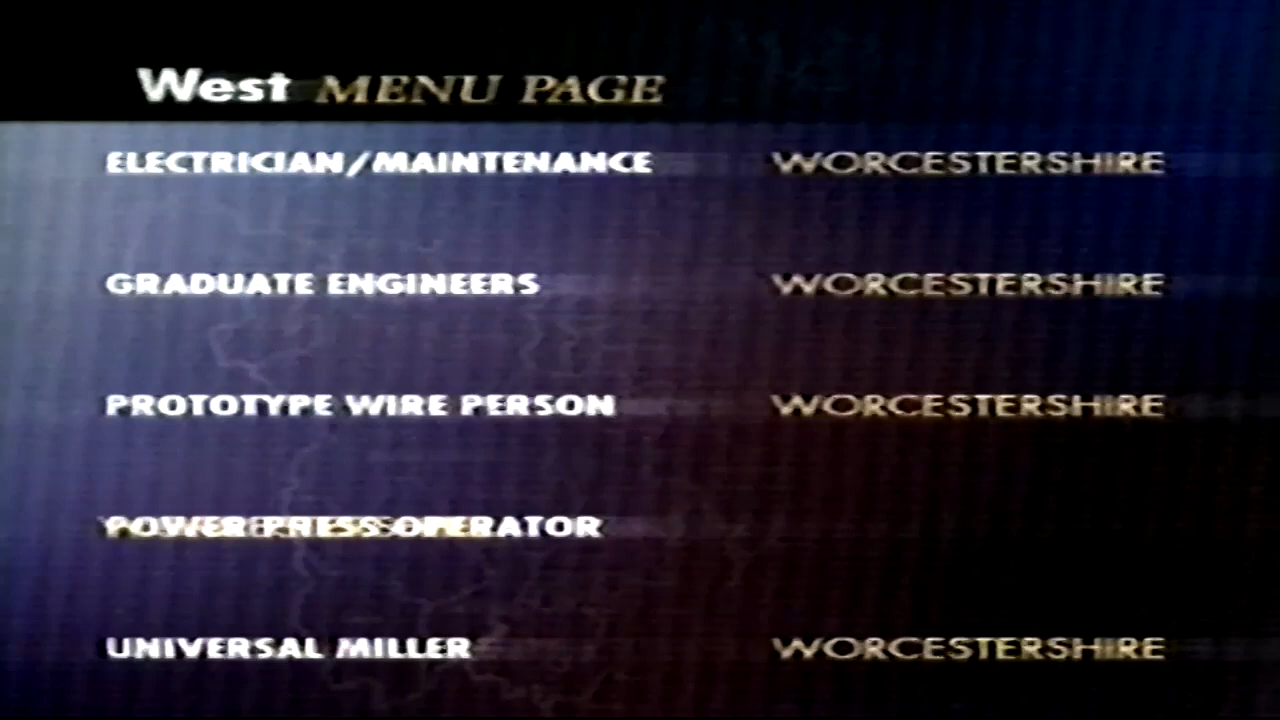 West MENU PAGE
ELECTRICIAN/MAINTENANCE WORCESTERSHIRE
GRADUATE ENGINEERS WORCESTERSHIRE
PROTOTYPE WIRE PERSON WORCESTERSHIRE
POWER PRESS OPERATOR
UNIVERSAL MILLER WORCESTERSHIRE